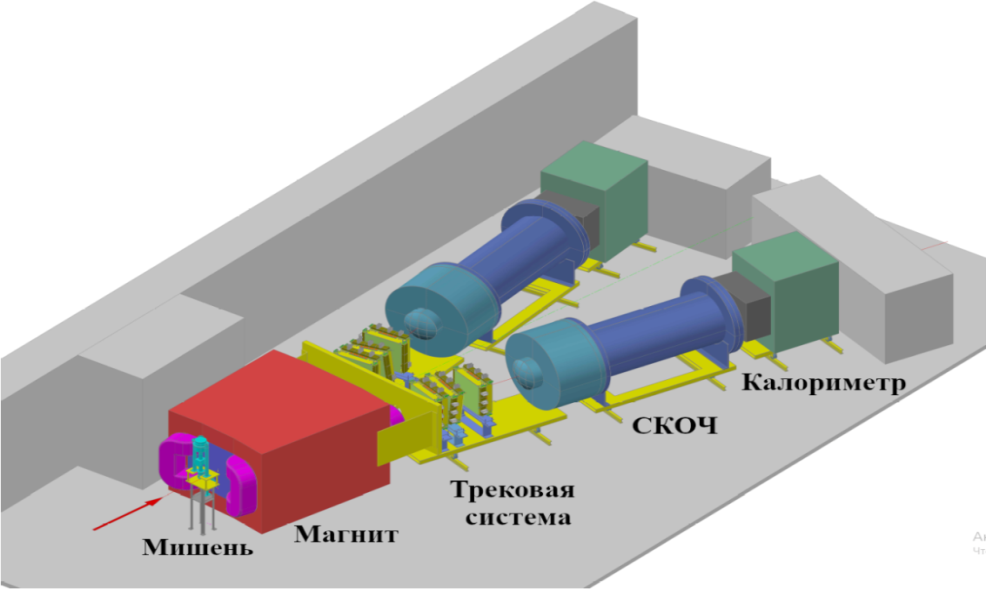 Калориметр
СКОЧ
Трековая
система
Магнит
Мишень